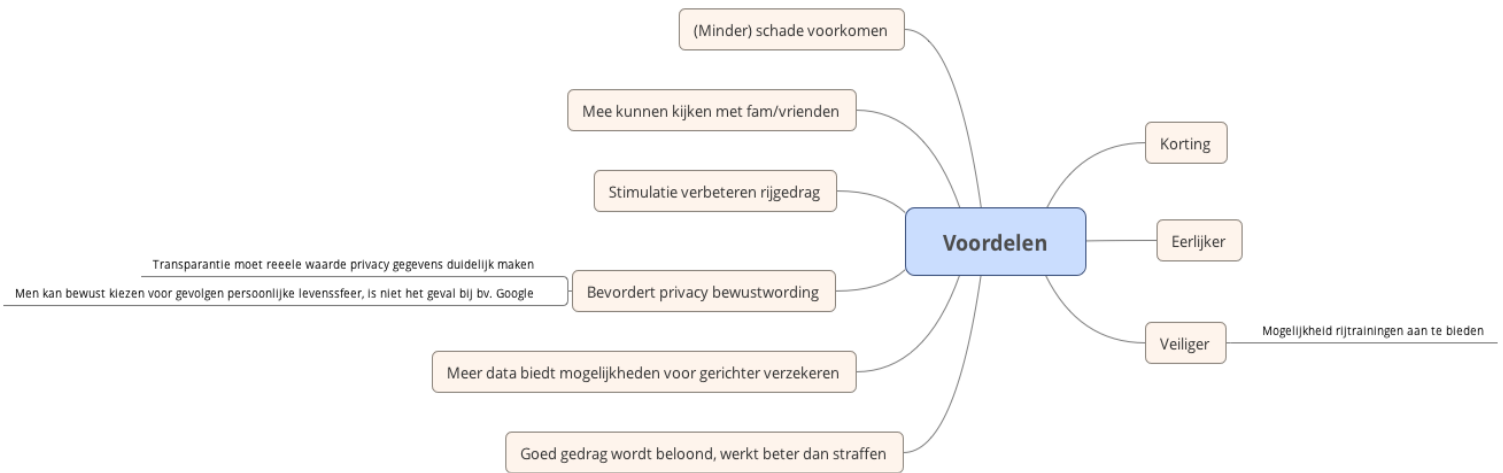 (Minder) schade voorkomen
Mee kunnen kijken met fam/vrienden
Stimulatie verbeteren rijgedrag
Bevordert privacy bewustwording
Transparantie moet reeele waarde privacy gegevens duidelijk maken
Men kan bewust kiezen voor gevolgen persoonlijke levenssfeer, is niet het geval bij bv. Google
Meer data biedt mogelijkheden voor gerichter verzekeren
Goed gedrag wordt beloond, werkt beter dan straffen
Voordelen
Korting
Eerlijker
Veiliger
Mogelijkheid rijtrainingen aan te bieden